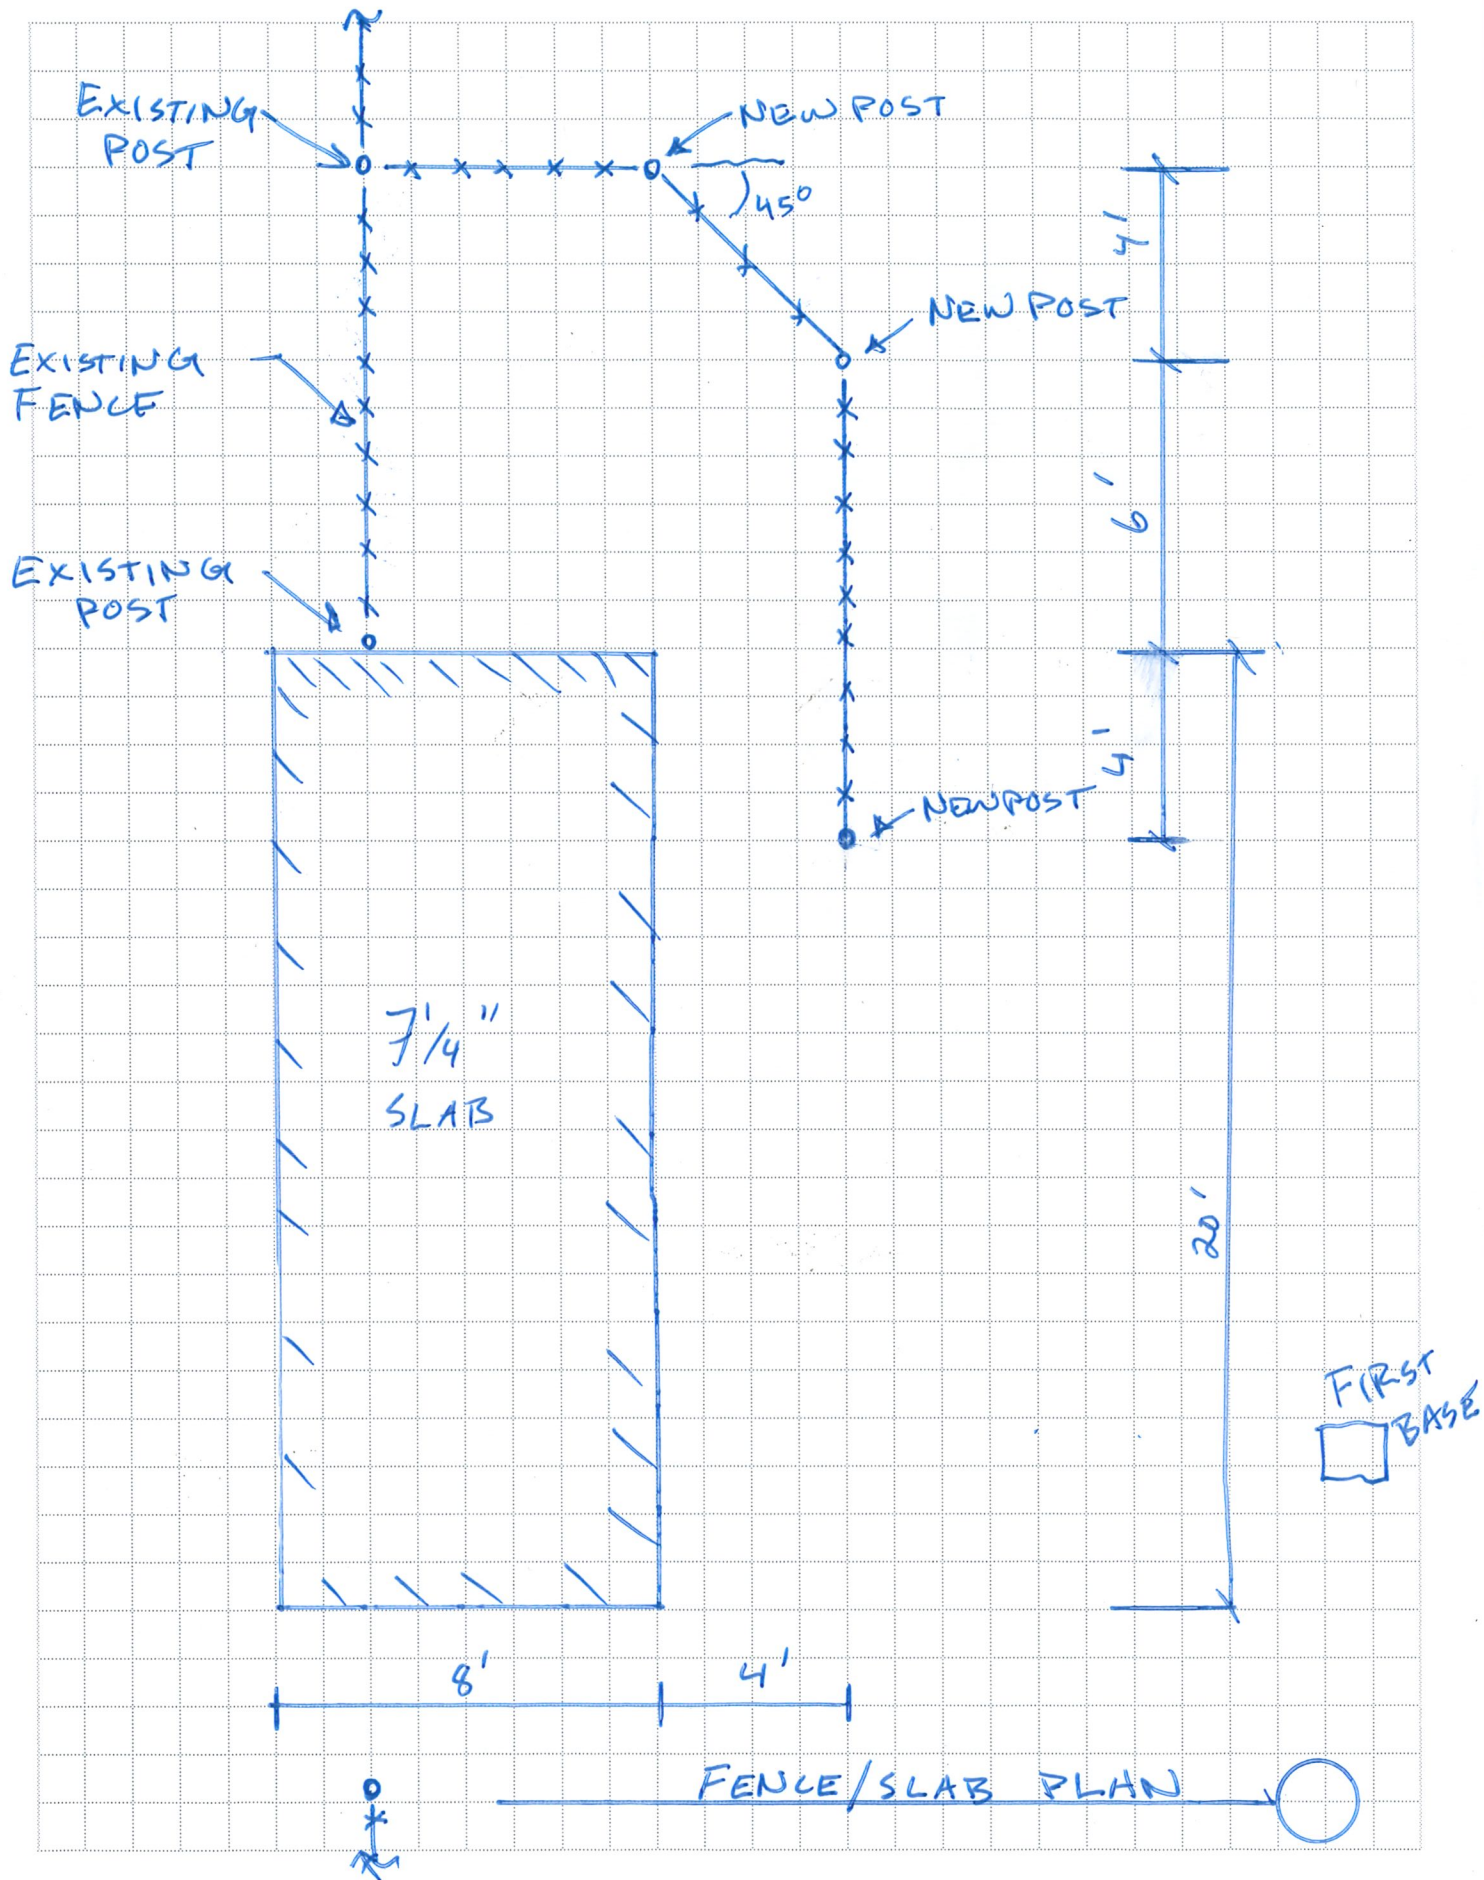 EXISTING
POST
NEW POST
45°
4'
NEW POST
EXISTING
FENCE
6'
EXISTING
POST
4'
NEW POST
7 1/4"
SLAB
20'
FIRST
BASE
8'
4'
FENCE/SLAB PLAN